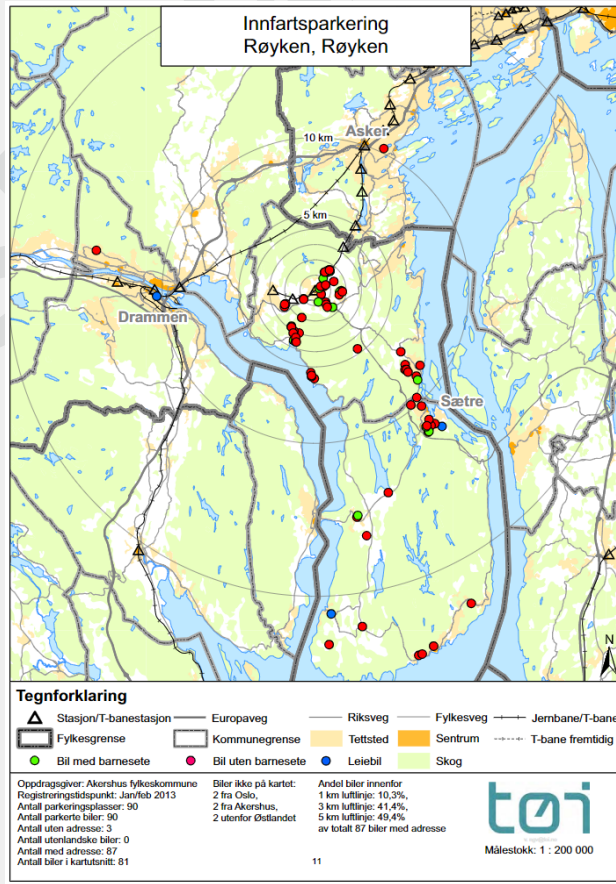 Innfartsparkering
Røyken, Røyken
10 km
Asker
5 km
Drammen
Sætre
N
Tegnforklaring
Stasjon/T-banestasjon
Europaveg
Riksveg
Fylkesveg
Jernbane/T-bane
Fylkesgrense
Kommunegrense
Tettsted
Sentrum
T-bane fremtidig
Bil med barnesete
Bil uten barnesete
Leiebil
Skog
Oppdragsgiver: Akershus fylkeskommune
Registreringstidspunkt: Jan/feb 2013
Antall parkeringsplasser: 90
Antall parkerte biler: 90
Antall uten adresse: 3
Antall utenlandske biler: 0
Antall med adresse: 87
Antall biler i kartutsnitt: 81
Biler ikke på kartet:
2 fra Oslo,
2 fra Akershus,
2 utenfor Østlandet
Andel biler innenfor
1 km luftlinje: 10,3%,
3 km luftlinje: 41,4%,
5 km luftlinje: 49,4%
av totalt 87 biler med adresse
11
tøi
Målestokk: 1 : 200 000